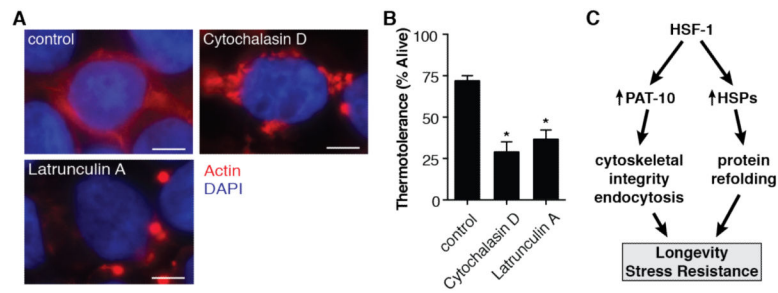 A
control
Cytochalasin D
Latrunculin A
Actin
DAPI
B
Thermotolerance (% Alive)
100
75
50
25
0
*
*
control
Cytochalasin D
Latrunculin A
C
HSF-1
↑PAT-10
↑HSPs
cytoskeletal
integrity
endocytosis
protein
refolding
Longevity
Stress Resistance